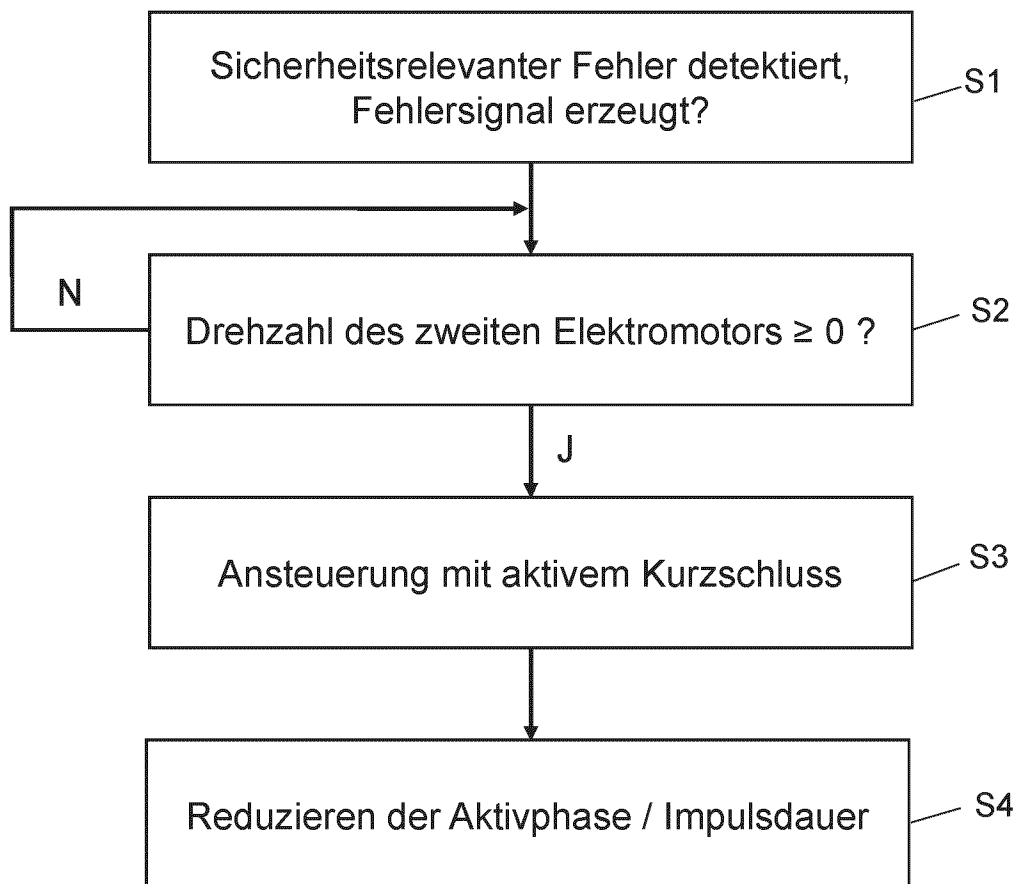 Sicherheitsrelevanter Fehler detektiert,
Fehlersignal erzeugt?
S1
N
Drehzahl des zweiten Elektromotors ≥ 0 ?
S2
J
Ansteuerung mit aktivem Kurzschluss
S3
Reduzieren der Aktivphase / Impulsdauer
S4